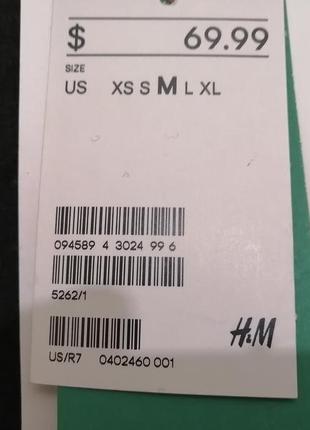 $ 69.99
SIZE
US XS S M L XL
094589 4 3024 99 6
5262/1
H&M
US/R7 0402460 001